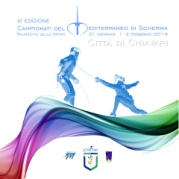 XI EDIZIONE
CAMPIONATI DEL MEDITERRANEO DI SCHERMA
PALAZZETTO DELLO SPORT 31 GENNAIO, 1 - 2 FEBBRAIO 2014
CITTÀ DI CHIAVARI